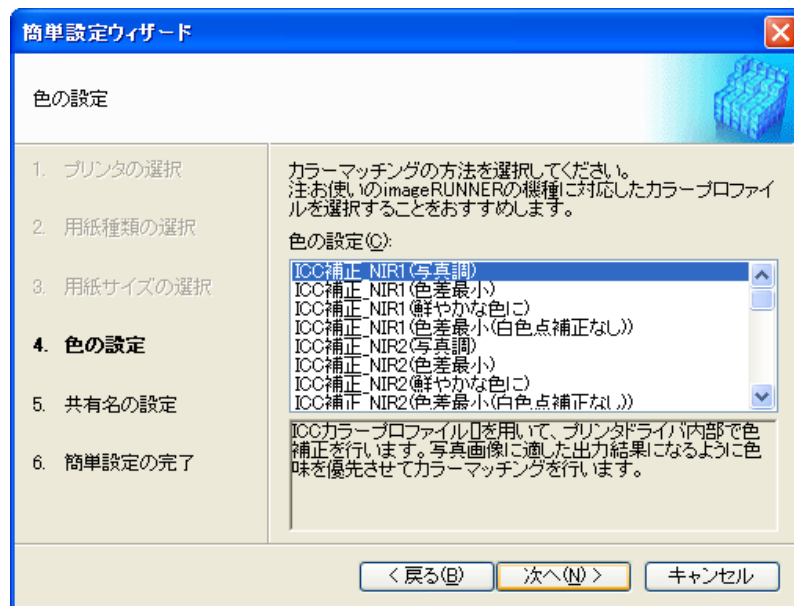 簡単設定ウィザード
色の設定
1. プリンタの選択
2. 用紙種類の選択
3. 用紙サイズの選択
4. 色の設定
5. 共有名の設定
6. 簡単設定の完了
カラーマッチングの方法を選択してください。
注:お使いのimageRUNNERの機種に対応したカラープロファイ
ルを選択することをおすすめします。
色の設定(C):
ICC補正_NIR1(写真調)
ICC補正_NIR1(色差最小)
ICC補正_NIR1(鮮やかな色に)
ICC補正_NIR1(色差最小(白色点補正なし))
ICC補正_NIR2(写真調)
ICC補正_NIR2(色差最小)
ICC補正_NIR2(鮮やかな色に)
ICC補正_NIR2(色差最小(白色点補正なし))
ICCカラープロファイル[]を用いて、プリンタドライバ内部で色
補正を行います。写真画像に適した出力結果になるように色
味を優先させてカラーマッチングを行います。
< 戻る(B)
次へ(N) >
キャンセル